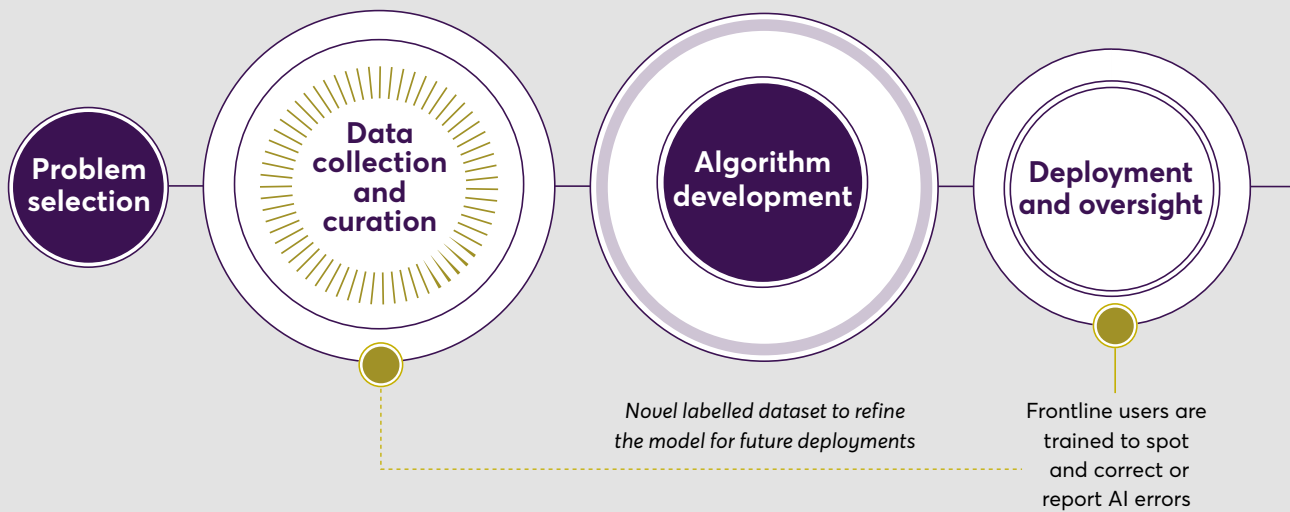 Problem
selection
Data
collection
and
curation
Algorithm
development
Deployment
and oversight
Novel labelled dataset to refine
the model for future deployments
Frontline users are
trained to spot
and correct or
report AI errors